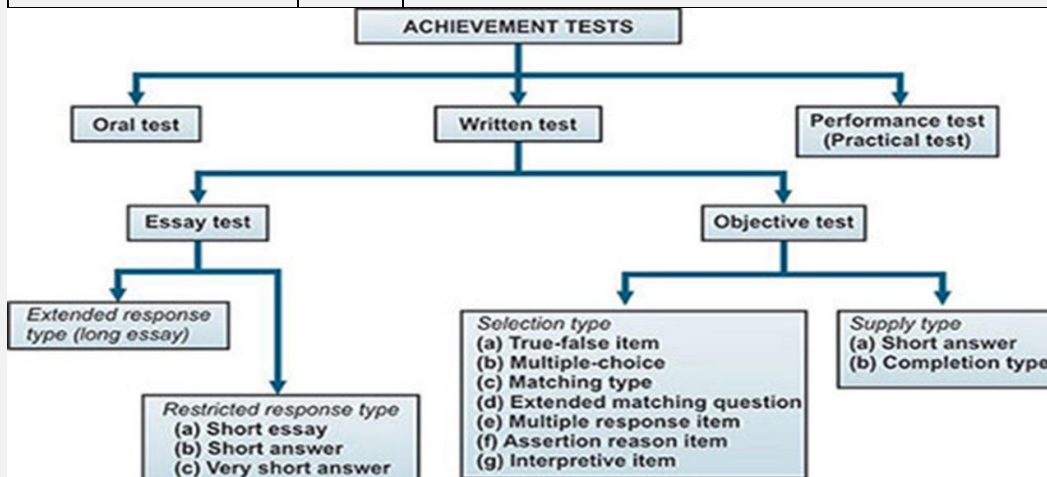 ACHIEVEMENT TESTS
Oral test
Written test
Performance test
(Practical test)
Essay test
Objective test
Extended response
type (long essay)
Restricted response type
(a) Short essay
(b) Short answer
(c) Very short answer
Selection type
(a) True-false item
(b) Multiple-choice
(c) Matching type
(d) Extended matching question
(e) Multiple response item
(f) Assertion reason item
(g) Interpretive item
Supply type
(a) Short answer
(b) Completion type